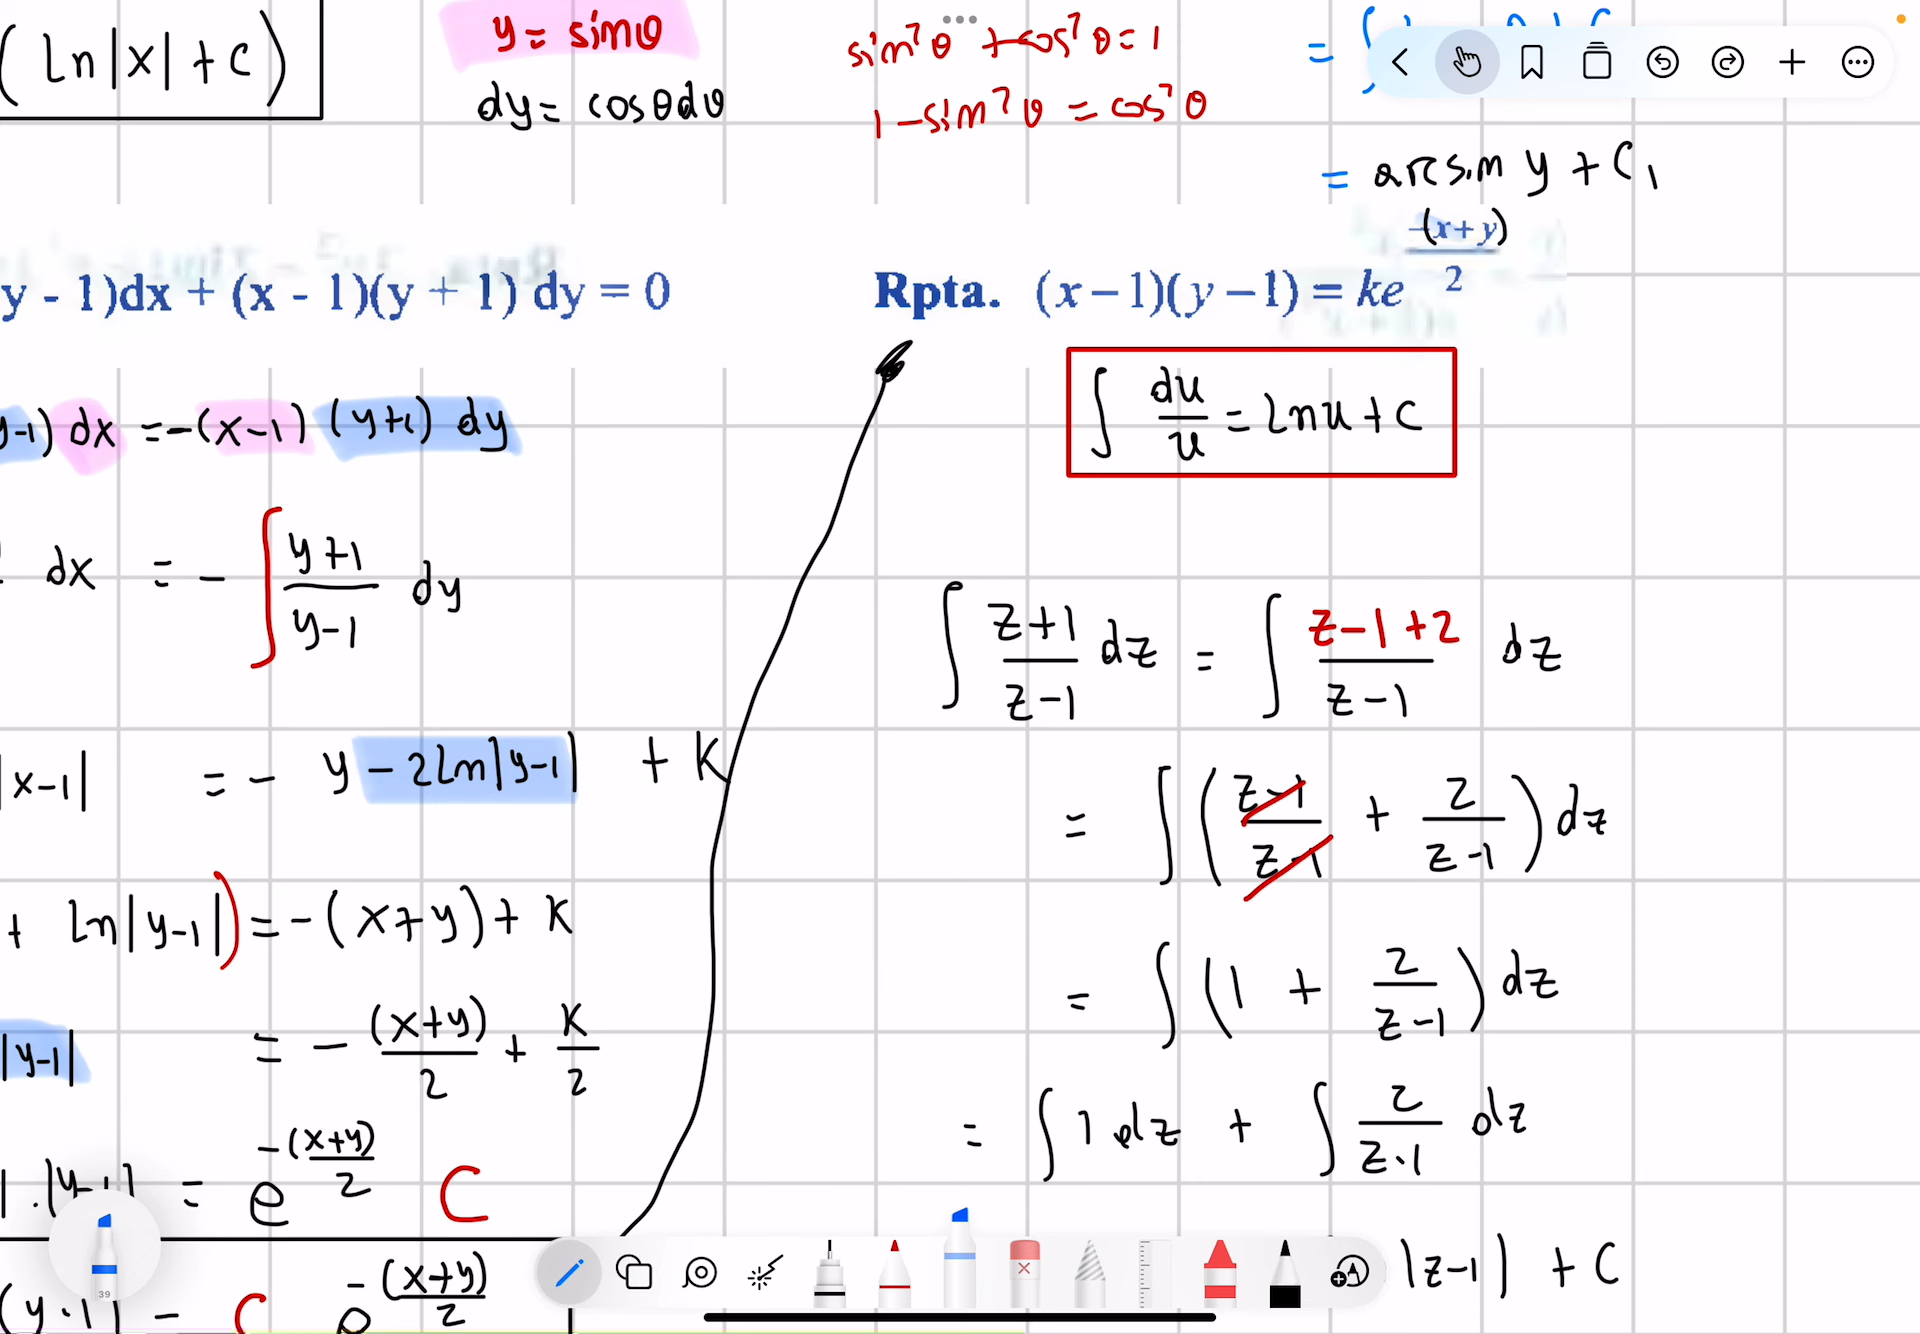 (Ln|x| + C)
y = sinθ
dy = cosθdθ
sin²θ + cos²θ = 1
1 - sin²θ = cos²θ
=
= arcsin y + C₁
y - 1)dx + (x - 1)(y + 1) dy = 0
Rpta. (x - 1)(y - 1) = ke^(-(x+y)/2)
y-1) dx = -(x-1) (y+1) dy
∫ du/u = Ln u + C
dx = - ∫ (y+1)/(y-1) dy
∫ (z+1)/(z-1) dz = ∫ (z-1+2)/(z-1) dz
|x-1| = - y - 2Ln|y-1| + K
= ∫ ( (z-1)/(z-1) + 2/(z-1) ) dz
+ Ln|y-1|) = -(x+y) + K
= ∫ (1 + 2/(z-1)) dz
|y-1| = - (x+y)/2 + K/2
= ∫ 1 dz + ∫ 2/(z-1) dz
| . |y-1| = e^(-(x+y)/2) C
|z-1| + C
(y-1) = C e^(-(x+y)/2)
39